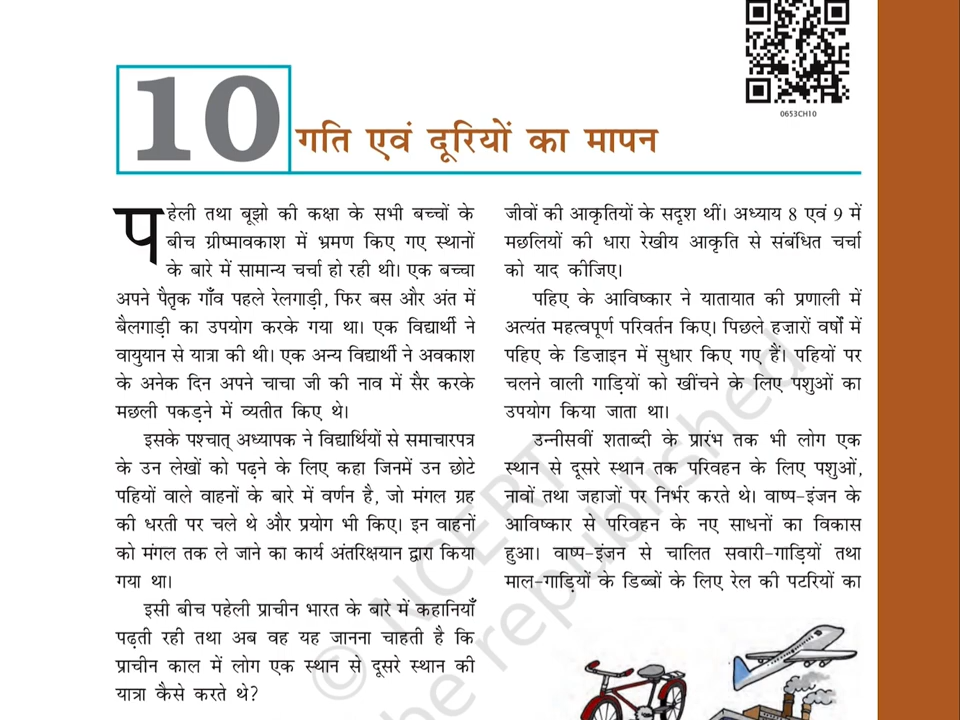 0653CH10
10
गति एवं दूरियों का मापन
पहेली तथा बूझो की कक्षा के सभी बच्चों के
बीच ग्रीष्मावकाश में भ्रमण किए गए स्थानों
के बारे में सामान्य चर्चा हो रही थी। एक बच्चा
अपने पैतृक गाँव पहले रेलगाड़ी, फिर बस और अंत में
बैलगाड़ी का उपयोग करके गया था। एक विद्यार्थी ने
वायुयान से यात्रा की थी। एक अन्य विद्यार्थी ने अवकाश
के अनेक दिन अपने चाचा जी की नाव में सैर करके
मछली पकड़ने में व्यतीत किए थे।
इसके पश्चात् अध्यापक ने विद्यार्थियों से समाचारपत्र
के उन लेखों को पढ़ने के लिए कहा जिनमें उन छोटे
पहियों वाले वाहनों के बारे में वर्णन है, जो मंगल ग्रह
की धरती पर चले थे और प्रयोग भी किए। इन वाहनों
को मंगल तक ले जाने का कार्य अंतरिक्षयान द्वारा किया
गया था।
इसी बीच पहेली प्राचीन भारत के बारे में कहानियाँ
पढ़ती रही तथा अब वह यह जानना चाहती है कि
प्राचीन काल में लोग एक स्थान से दूसरे स्थान की
यात्रा कैसे करते थे?
जीवों की आकृतियों के सदृश थीं। अध्याय 8 एवं 9 में
मछलियों की धारा रेखीय आकृति से संबंधित चर्चा
को याद कीजिए।
पहिए के आविष्कार ने यातायात की प्रणाली में
अत्यंत महत्वपूर्ण परिवर्तन किए। पिछले हज़ारों वर्षों में
पहिए के डिज़ाइन में सुधार किए गए हैं। पहियों पर
चलने वाली गाड़ियों को खींचने के लिए पशुओं का
उपयोग किया जाता था।
उन्नीसवीं शताब्दी के प्रारंभ तक भी लोग एक
स्थान से दूसरे स्थान तक परिवहन के लिए पशुओं,
नावों तथा जहाजों पर निर्भर करते थे। वाष्प-इंजन के
आविष्कार से परिवहन के नए साधनों का विकास
हुआ। वाष्प-इंजन से चालित सवारी-गाड़ियों तथा
माल-गाड़ियों के डिब्बों के लिए रेल की पटरियों का
© NCERT
be republished